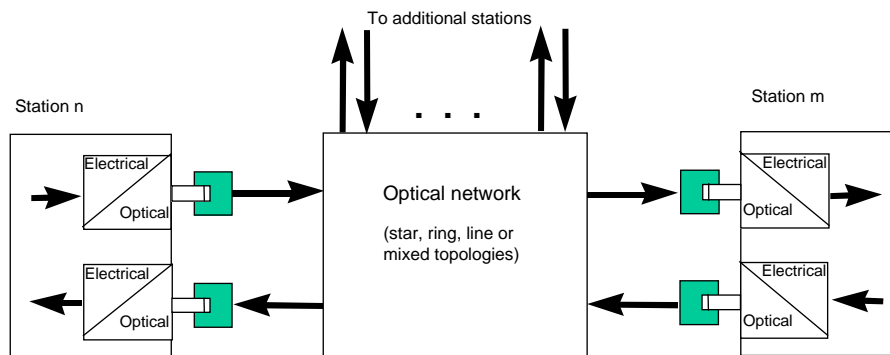 To additional stations
Station n
Station m
. . .
Electrical
Optical
Optical network
(star, ring, line or
mixed topologies)
Electrical
Optical
Electrical
Optical
Electrical
Optical